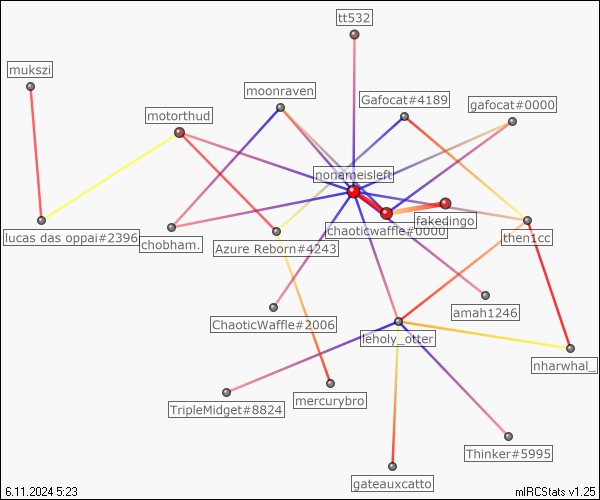 tt532
mukszi
moonraven
Gafocat#4189
gafocat#0000
motorthud
nonameisleft
fakedingo
chaoticwaffle#0000
lucas das oppai#2396
chobham.
Azure Reborn#4243
then1cc
amah1246
ChaoticWaffle#2006
leholy_otter
nharwhal_
mercurybro
TripleMidget#8824
Thinker#5995
gateauxcatto
6.11.2024 5:23
mIRCStats v1.25